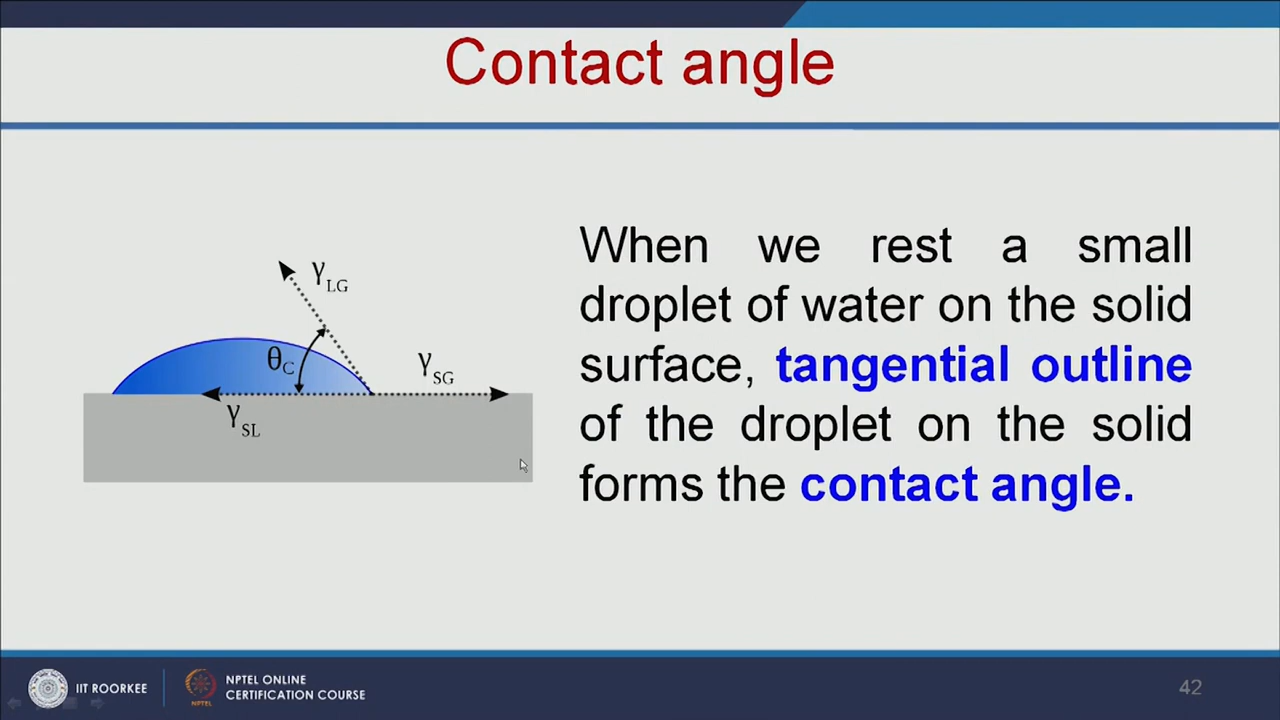 Contact angle
γLG
θC
γSG
γSL
When we rest a small
droplet of water on the solid
surface, tangential outline
of the droplet on the solid
forms the contact angle.
IIT ROORKEE
NPTEL
NPTEL ONLINE
CERTIFICATION COURSE
42